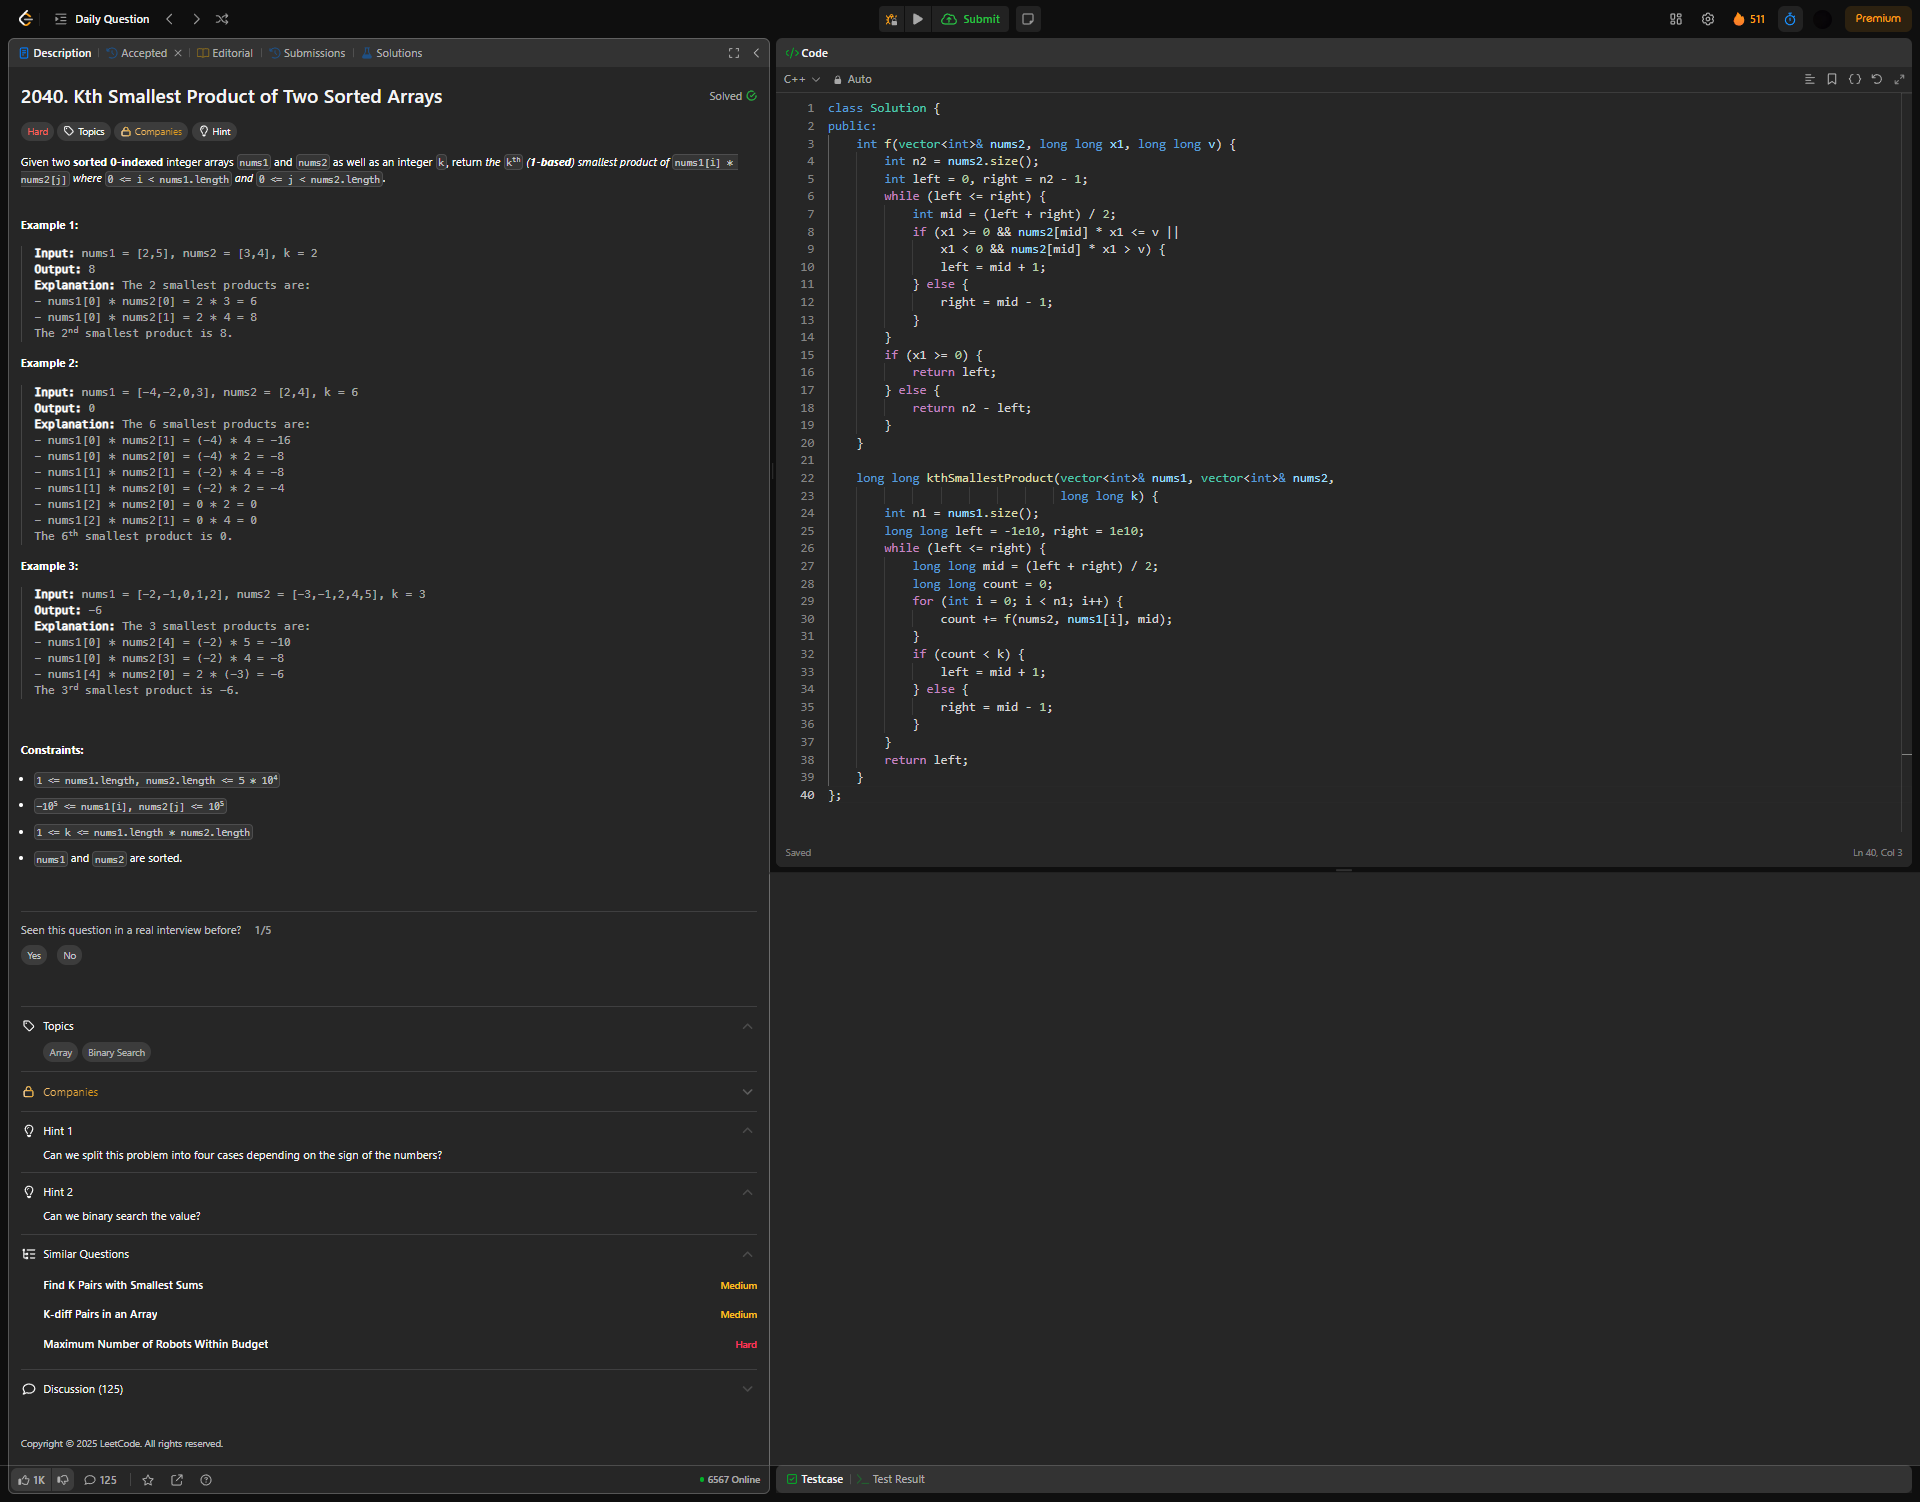 Daily Question
Submit
511
Premium
Description
Accepted
Editorial
Submissions
Solutions
2040. Kth Smallest Product of Two Sorted Arrays
Solved
Hard
Topics
Companies
Hint
Given two sorted 0-indexed integer arrays nums1 and nums2 as well as an integer k, return the kth (1-based) smallest product of nums1[i] *
nums2[j] where 0 <= i < nums1.length and 0 <= j < nums2.length.
Example 1:
Input: nums1 = [2,5], nums2 = [3,4], k = 2
Output: 8
Explanation: The 2 smallest products are:
- nums1[0] * nums2[0] = 2 * 3 = 6
- nums1[0] * nums2[1] = 2 * 4 = 8
The 2nd smallest product is 8.
Example 2:
Input: nums1 = [-4,-2,0,3], nums2 = [2,4], k = 6
Output: 0
Explanation: The 6 smallest products are:
- nums1[0] * nums2[1] = (-4) * 4 = -16
- nums1[0] * nums2[0] = (-4) * 2 = -8
- nums1[1] * nums2[1] = (-2) * 4 = -8
- nums1[1] * nums2[0] = (-2) * 2 = -4
- nums1[2] * nums2[0] = 0 * 2 = 0
- nums1[2] * nums2[1] = 0 * 4 = 0
The 6th smallest product is 0.
Example 3:
Input: nums1 = [-2,-1,0,1,2], nums2 = [-3,-1,2,4,5], k = 3
Output: -6
Explanation: The 3 smallest products are:
- nums1[0] * nums2[4] = (-2) * 5 = -10
- nums1[0] * nums2[3] = (-2) * 4 = -8
- nums1[4] * nums2[0] = 2 * (-3) = -6
The 3rd smallest product is -6.
Constraints:
• 1 <= nums1.length, nums2.length <= 5 * 10⁴
• -10⁵ <= nums1[i], nums2[j] <= 10⁵
• 1 <= k <= nums1.length * nums2.length
• nums1 and nums2 are sorted.
Seen this question in a real interview before? 1/5
Yes
No
Topics
Array
Binary Search
Companies
Hint 1
Can we split this problem into four cases depending on the sign of the numbers?
Hint 2
Can we binary search the value?
Similar Questions
Find K Pairs with Smallest Sums Medium
K-diff Pairs in an Array Medium
Maximum Number of Robots Within Budget Hard
Discussion (125)
Copyright © 2025 LeetCode. All rights reserved.
1K
125
6567 Online
</> Code
C++
Auto
1 class Solution {
2 public:
3     int f(vector<int>& nums2, long long x1, long long v) {
4         int n2 = nums2.size();
5         int left = 0, right = n2 - 1;
6         while (left <= right) {
7             int mid = (left + right) / 2;
8             if (x1 >= 0 && nums2[mid] * x1 <= v ||
9                 x1 < 0 && nums2[mid] * x1 > v) {
10                 left = mid + 1;
11             } else {
12                 right = mid - 1;
13             }
14         }
15         if (x1 >= 0) {
16             return left;
17         } else {
18             return n2 - left;
19         }
20     }
21
22     long long kthSmallestProduct(vector<int>& nums1, vector<int>& nums2,
23                                  long long k) {
24         int n1 = nums1.size();
25         long long left = -1e10, right = 1e10;
26         while (left <= right) {
27             long long mid = (left + right) / 2;
28             long long count = 0;
29             for (int i = 0; i < n1; i++) {
30                 count += f(nums2, nums1[i], mid);
31             }
32             if (count < k) {
33                 left = mid + 1;
34             } else {
35                 right = mid - 1;
36             }
37         }
38         return left;
39     }
40 };
Saved
Ln 40, Col 3
Testcase
Test Result